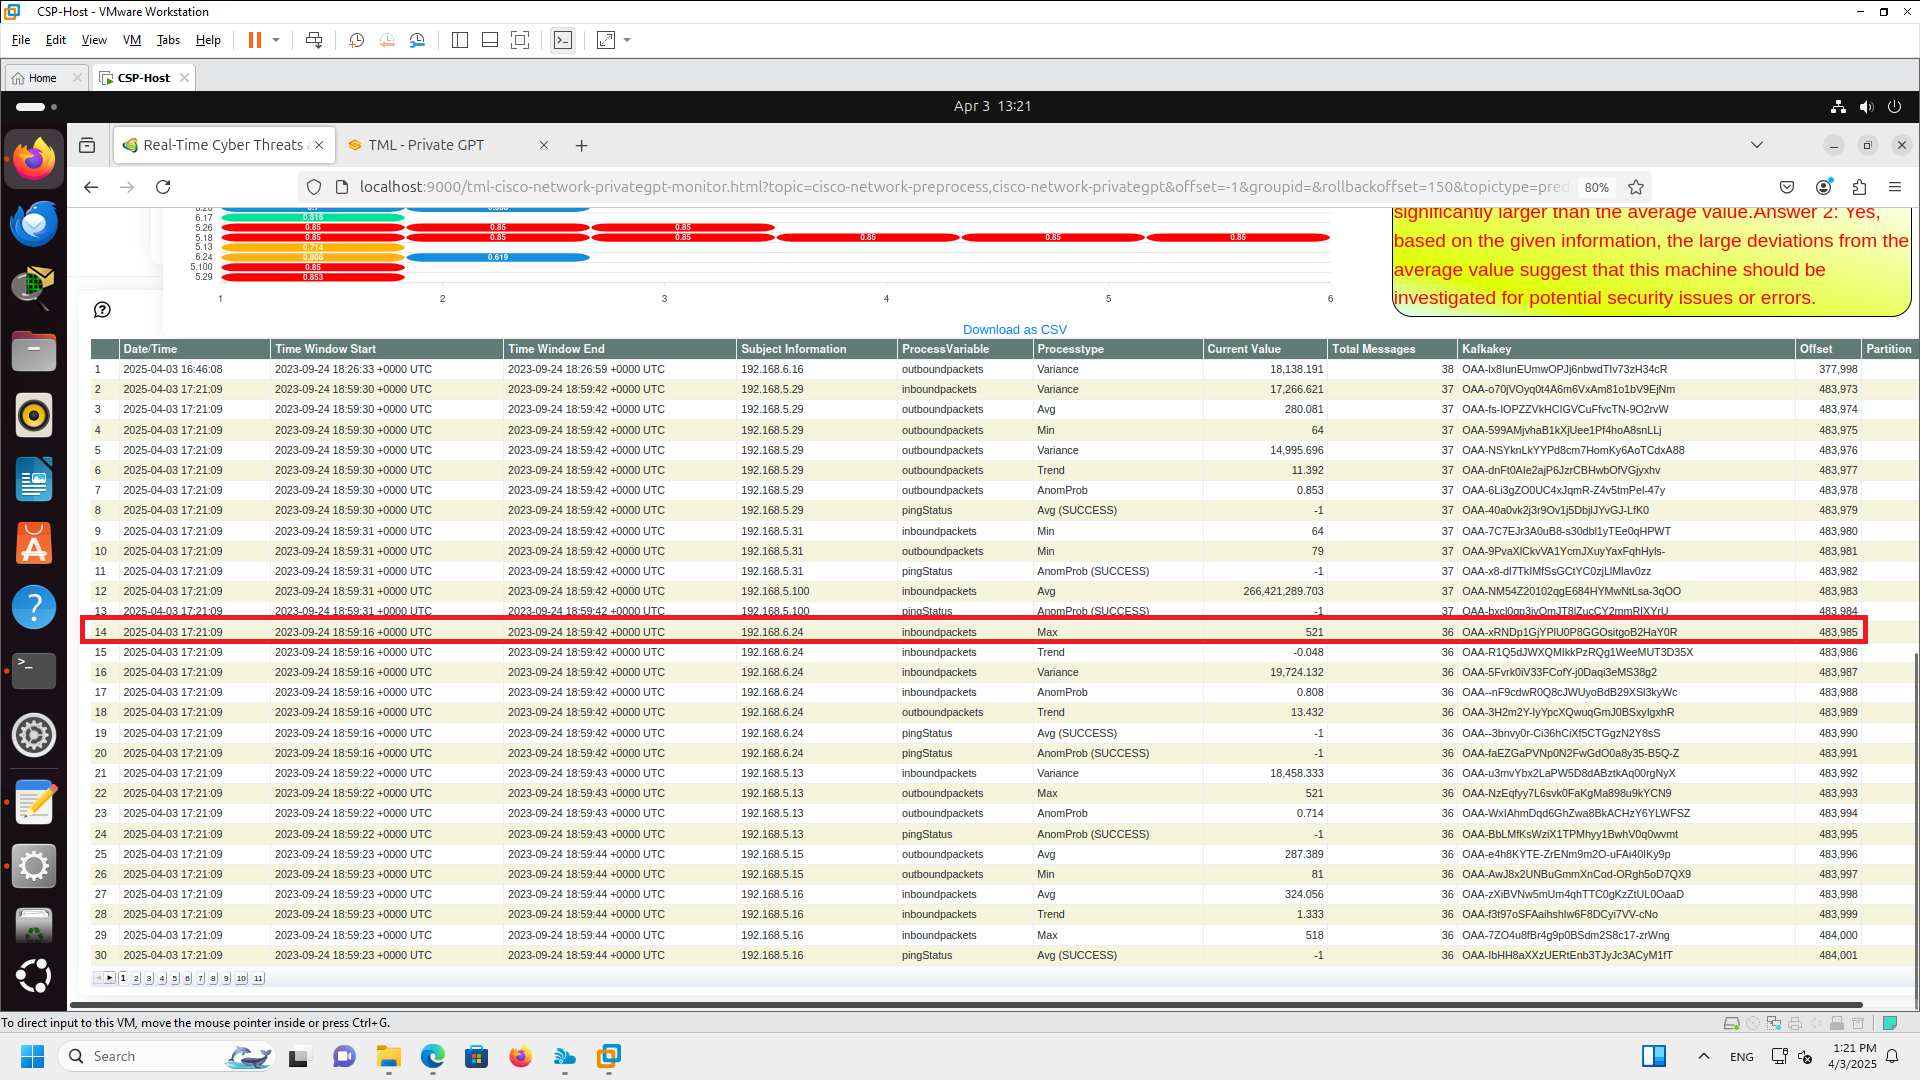 CSP-Host - VMware Workstation
File Edit View VM Tabs Help
Home CSP-Host
Apr 3 13:21
Real-Time Cyber Threats TML - Private GPT
localhost:9000/tml-cisco-network-privategpt-monitor.html?topic=cisco-network-preprocess,cisco-network-privategpt&offset=-1&groupid=&rollbackoffset=150&topictype=pred 80%
6.17 0.816
5.26 0.85 0.85 0.85
5.18 0.85 0.85 0.85 0.85 0.85 0.85
5.13 0.714
6.24 0.808 0.619
5.100 0.85
5.29 0.853
1 2 3 4 5 6
significantly larger than the average value.Answer 2: Yes,
based on the given information, the large deviations from the
average value suggest that this machine should be
investigated for potential security issues or errors.
Download as CSV
Date/Time Time Window Start Time Window End Subject Information ProcessVariable Processtype Current Value Total Messages Kafkakey Offset Partition
1 2025-04-03 16:46:08 2023-09-24 18:26:33 +0000 UTC 2023-09-24 18:26:59 +0000 UTC 192.168.6.16 outboundpackets Variance 18,138.191 38 OAA-lx8IunEUmwOPJj6nbwdTIv73zH34cR 377,998
2 2025-04-03 17:21:09 2023-09-24 18:59:30 +0000 UTC 2023-09-24 18:59:42 +0000 UTC 192.168.5.29 inboundpackets Variance 17,266.621 37 OAA-o70jVOyq0t4A6m6VxAm81o1bV9EjNm 483,973
3 2025-04-03 17:21:09 2023-09-24 18:59:30 +0000 UTC 2023-09-24 18:59:42 +0000 UTC 192.168.5.29 outboundpackets Avg 280.081 37 OAA-fs-IOPZZVkHCIGVCuFfvcTN-9O2rvW 483,974
4 2025-04-03 17:21:09 2023-09-24 18:59:30 +0000 UTC 2023-09-24 18:59:42 +0000 UTC 192.168.5.29 outboundpackets Min 64 37 OAA-599AMjvhaB1kXjUee1Pf4hoA8snLLj 483,975
5 2025-04-03 17:21:09 2023-09-24 18:59:30 +0000 UTC 2023-09-24 18:59:42 +0000 UTC 192.168.5.29 outboundpackets Variance 14,995.696 37 OAA-NSYknLkYYPd8cm7HomKy6AoTCdxA88 483,976
6 2025-04-03 17:21:09 2023-09-24 18:59:30 +0000 UTC 2023-09-24 18:59:42 +0000 UTC 192.168.5.29 outboundpackets Trend 11.392 37 OAA-dnFt0AIe2ajP6JzrCBHwbOfVGjyxhv 483,977
7 2025-04-03 17:21:09 2023-09-24 18:59:30 +0000 UTC 2023-09-24 18:59:42 +0000 UTC 192.168.5.29 outboundpackets AnomProb 0.853 37 OAA-6Li3gZO0UC4xJqmR-Z4v5tmPeI-47y 483,978
8 2025-04-03 17:21:09 2023-09-24 18:59:30 +0000 UTC 2023-09-24 18:59:42 +0000 UTC 192.168.5.29 pingStatus Avg (SUCCESS) -1 37 OAA-40a0vk2j3r9Ov1j5DbjlJYvGJ-LfK0 483,979
9 2025-04-03 17:21:09 2023-09-24 18:59:31 +0000 UTC 2023-09-24 18:59:42 +0000 UTC 192.168.5.31 inboundpackets Min 64 37 OAA-7C7EJr3A0uB8-s30dbl1yTEe0qHPWT 483,980
10 2025-04-03 17:21:09 2023-09-24 18:59:31 +0000 UTC 2023-09-24 18:59:42 +0000 UTC 192.168.5.31 outboundpackets Min 79 37 OAA-9PvaXlCkvVA1YcmJXuyYaxFqhHyls- 483,981
11 2025-04-03 17:21:09 2023-09-24 18:59:31 +0000 UTC 2023-09-24 18:59:42 +0000 UTC 192.168.5.31 pingStatus AnomProb (SUCCESS) -1 37 OAA-x8-dI7TkIMfSsGCtYC0zjLlMlav0zz 483,982
12 2025-04-03 17:21:09 2023-09-24 18:59:31 +0000 UTC 2023-09-24 18:59:42 +0000 UTC 192.168.5.100 inboundpackets Avg 266,421,289.703 37 OAA-NM54Z20102qgE684HYMwNtLsa-3qOO 483,983
13 2025-04-03 17:21:09 2023-09-24 18:59:31 +0000 UTC 2023-09-24 18:59:42 +0000 UTC 192.168.5.100 pingStatus AnomProb (SUCCESS) -1 37 483,984
14 2025-04-03 17:21:09 2023-09-24 18:59:16 +0000 UTC 2023-09-24 18:59:42 +0000 UTC 192.168.6.24 inboundpackets Max 521 36 OAA-xRNDp1GjYPlU0P8GGOsitgoB2HaY0R 483,985
15 2025-04-03 17:21:09 2023-09-24 18:59:16 +0000 UTC 2023-09-24 18:59:42 +0000 UTC 192.168.6.24 inboundpackets Trend -0.048 36 OAA-R1Q5dJWXQMIkkPzRQg1WeeMUT3D35X 483,986
16 2025-04-03 17:21:09 2023-09-24 18:59:16 +0000 UTC 2023-09-24 18:59:42 +0000 UTC 192.168.6.24 inboundpackets Variance 19,724.132 36 OAA-5Fvrk0iV33FCofY-j0Daqi3eMS38g2 483,987
17 2025-04-03 17:21:09 2023-09-24 18:59:16 +0000 UTC 2023-09-24 18:59:42 +0000 UTC 192.168.6.24 inboundpackets AnomProb 0.808 36 OAA--nF9cdwR0Q8cJWUyoBdB29XSl3kyWc 483,988
18 2025-04-03 17:21:09 2023-09-24 18:59:16 +0000 UTC 2023-09-24 18:59:42 +0000 UTC 192.168.6.24 outboundpackets Trend 13.432 36 OAA-3H2m2Y-IyYpcXQwuqGmJ0BSxyIgxhR 483,989
19 2025-04-03 17:21:09 2023-09-24 18:59:16 +0000 UTC 2023-09-24 18:59:42 +0000 UTC 192.168.6.24 pingStatus Avg (SUCCESS) -1 36 OAA--3bnvy0r-Ci36hCiXf5CTGgzN2Y8sS 483,990
20 2025-04-03 17:21:09 2023-09-24 18:59:16 +0000 UTC 2023-09-24 18:59:42 +0000 UTC 192.168.6.24 pingStatus AnomProb (SUCCESS) -1 36 OAA-faEZGaPVNp0N2FwGdO0a8y35-B5Q-Z 483,991
21 2025-04-03 17:21:09 2023-09-24 18:59:22 +0000 UTC 2023-09-24 18:59:43 +0000 UTC 192.168.5.13 inboundpackets Variance 18,458.333 36 OAA-u3mvYbx2LaPW5D8dABztkAq00rgNyX 483,992
22 2025-04-03 17:21:09 2023-09-24 18:59:22 +0000 UTC 2023-09-24 18:59:43 +0000 UTC 192.168.5.13 outboundpackets Max 521 36 OAA-NzEqfyy7L6svk0FaKgMa898u9kYCN9 483,993
23 2025-04-03 17:21:09 2023-09-24 18:59:22 +0000 UTC 2023-09-24 18:59:43 +0000 UTC 192.168.5.13 outboundpackets AnomProb 0.714 36 OAA-WxIAhmDqd6GhZwa8BkACHzY6YLWFSZ 483,994
24 2025-04-03 17:21:09 2023-09-24 18:59:22 +0000 UTC 2023-09-24 18:59:43 +0000 UTC 192.168.5.13 pingStatus AnomProb (SUCCESS) -1 36 OAA-BbLMfKsWziX1TPMhyy1BwhV0q0wvmt 483,995
25 2025-04-03 17:21:09 2023-09-24 18:59:23 +0000 UTC 2023-09-24 18:59:44 +0000 UTC 192.168.5.15 outboundpackets Avg 287.389 36 OAA-e4h8KYTE-ZrENm9m2O-uFAi40IKy9p 483,996
26 2025-04-03 17:21:09 2023-09-24 18:59:23 +0000 UTC 2023-09-24 18:59:44 +0000 UTC 192.168.5.15 outboundpackets Min 81 36 OAA-AwJ8x2UNBuGmmXnCod-ORgh5oD7QX9 483,997
27 2025-04-03 17:21:09 2023-09-24 18:59:23 +0000 UTC 2023-09-24 18:59:44 +0000 UTC 192.168.5.16 inboundpackets Avg 324.056 36 OAA-zXiBVNw5mUm4qhTTC0gKzZtUL0OaaD 483,998
28 2025-04-03 17:21:09 2023-09-24 18:59:23 +0000 UTC 2023-09-24 18:59:44 +0000 UTC 192.168.5.16 inboundpackets Trend 1.333 36 OAA-f3t97oSFAaihshIw6F8DCyi7VV-cNo 483,999
29 2025-04-03 17:21:09 2023-09-24 18:59:23 +0000 UTC 2023-09-24 18:59:44 +0000 UTC 192.168.5.16 inboundpackets Max 518 36 OAA-7ZO4u8fBr4g9p0BSdm2S8c17-zrWng 484,000
30 2025-04-03 17:21:09 2023-09-24 18:59:23 +0000 UTC 2023-09-24 18:59:44 +0000 UTC 192.168.5.16 pingStatus Avg (SUCCESS) -1 36 OAA-IbHH8aXXzUERtEnb3TJyJc3ACyM1fT 484,001
1 2 3 4 5 6 7 8 9 10 11
To direct input to this VM, move the mouse pointer inside or press Ctrl+G.
Search ENG 1:21 PM
4/3/2025